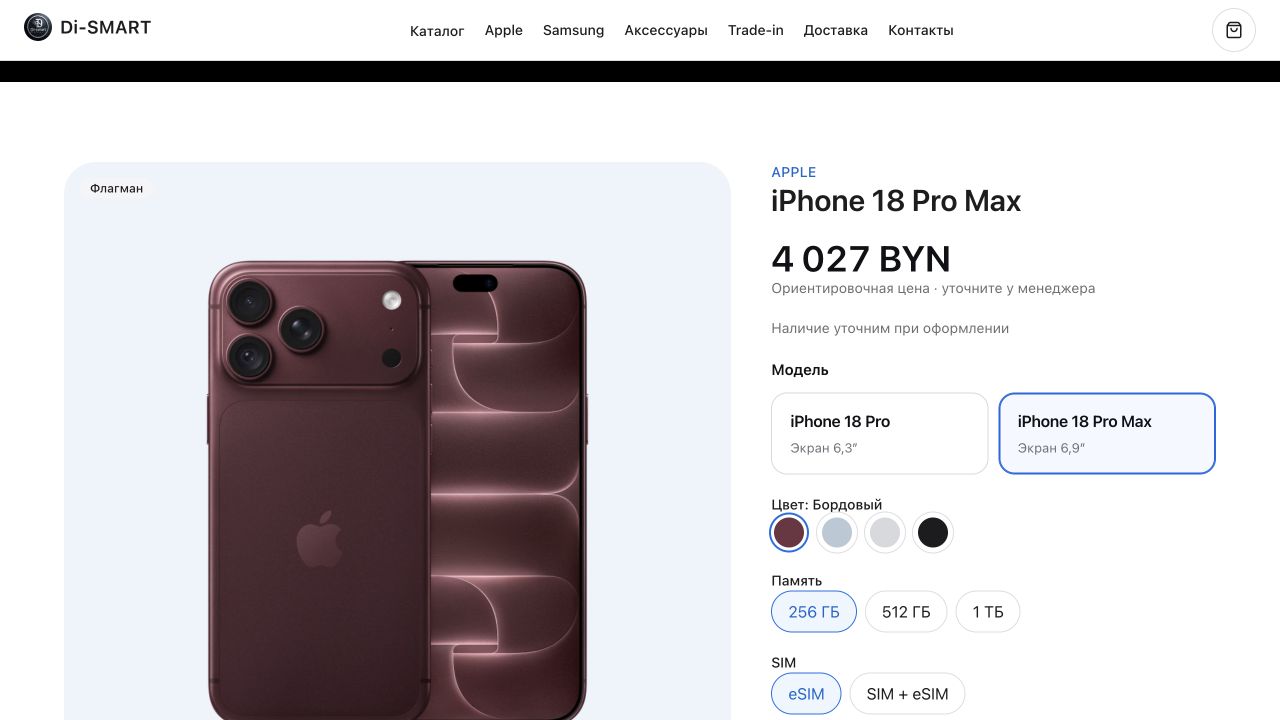 Di-SMART
Каталог
Apple
Samsung
Аксессуары
Trade-in
Доставка
Контакты
Флагман
APPLE
iPhone 18 Pro Max
4 027 BYN
Ориентировочная цена · уточните у менеджера
Наличие уточним при оформлении
Модель
iPhone 18 Pro
Экран 6,3″
iPhone 18 Pro Max
Экран 6,9″
Цвет: Бордовый
Память
256 ГБ
512 ГБ
1 ТБ
SIM
eSIM
SIM + eSIM